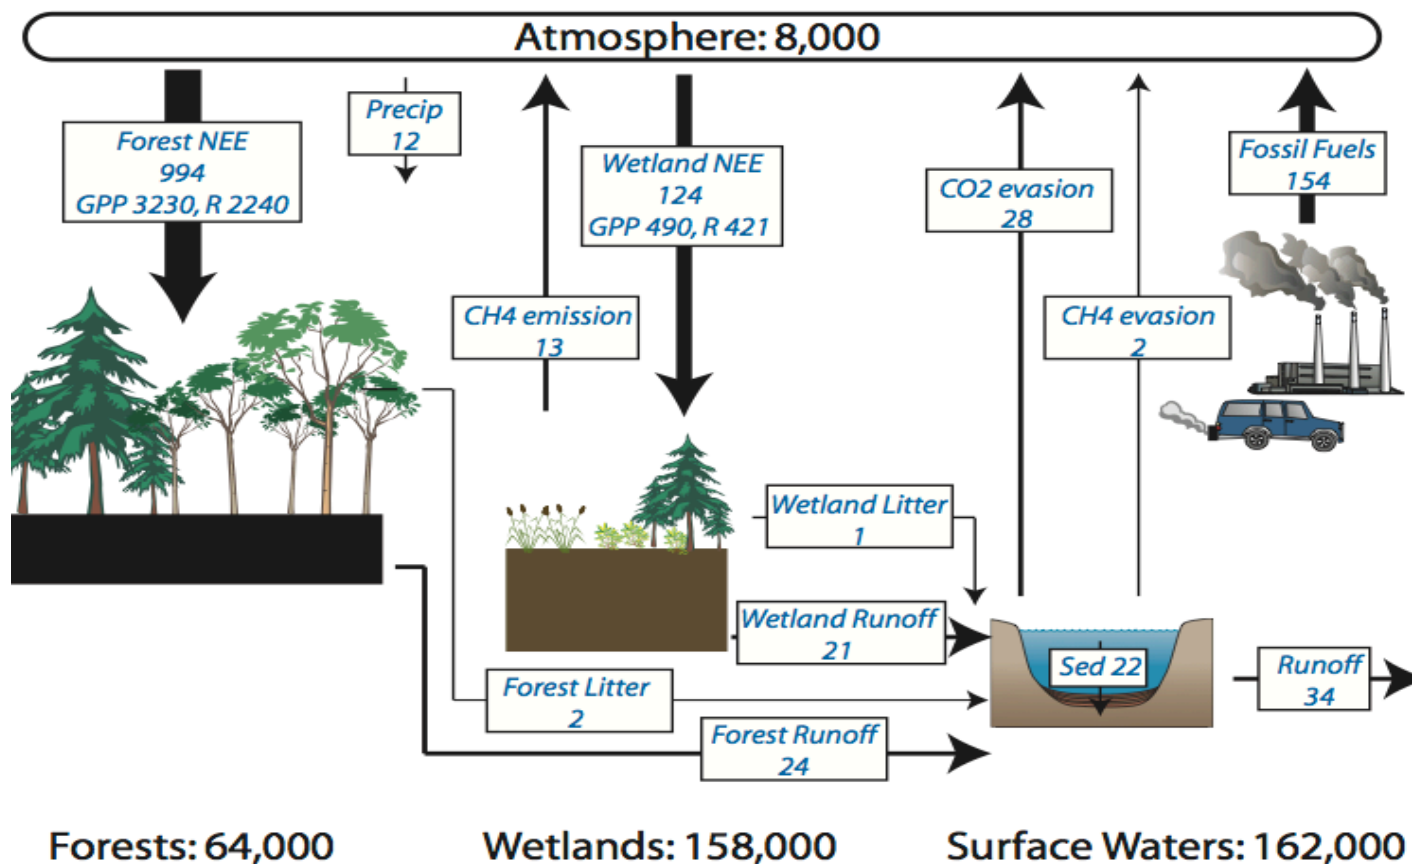 Atmosphere: 8,000
Forest NEE
994
GPP 3230, R 2240
Precip
12
Wetland NEE
124
GPP 490, R 421
CO2 evasion
28
Fossil Fuels
154
CH4 emission
13
CH4 evasion
2
Wetland Litter
1
Wetland Runoff
21
Sed 22
Runoff
34
Forest Litter
2
Forest Runoff
24
Forests: 64,000
Wetlands: 158,000
Surface Waters: 162,000